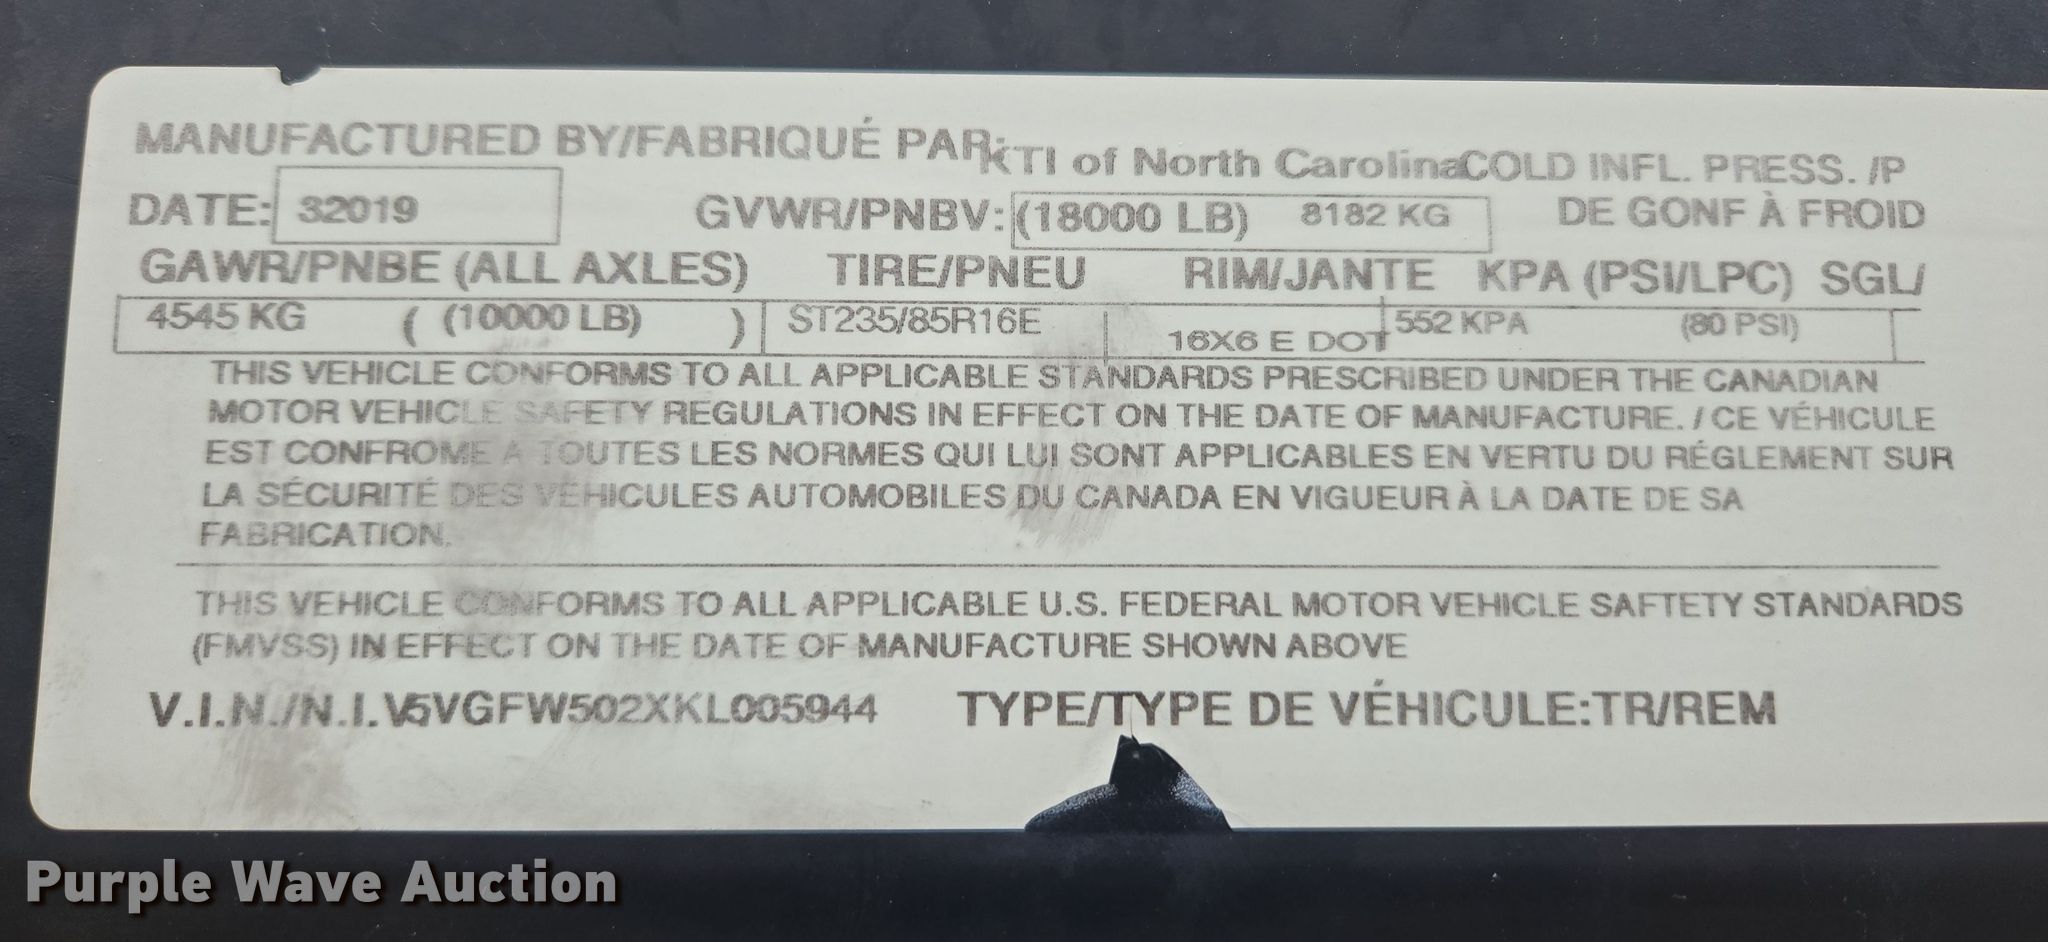 MANUFACTURED BY/FABRIQUÉ PAR: KTI of North Carolina COLD INFL. PRESS. /P
DATE: 32019 GVWR/PNBV: (18000 LB) 8182 KG DE GONF À FROID
GAWR/PNBE (ALL AXLES) TIRE/PNEU RIM/JANTE KPA (PSI/LPC) SGL/
4545 KG ( (10000 LB) ) ST235/85R16E 16X6 E DOT 552 KPA (80 PSI)
THIS VEHICLE CONFORMS TO ALL APPLICABLE STANDARDS PRESCRIBED UNDER THE CANADIAN
MOTOR VEHICLE SAFETY REGULATIONS IN EFFECT ON THE DATE OF MANUFACTURE. / CE VÉHICULE
EST CONFROME A TOUTES LES NORMES QUI LUI SONT APPLICABLES EN VERTU DU RÉGLEMENT SUR
LA SÉCURITÉ DES VÉHICULES AUTOMOBILES DU CANADA EN VIGUEUR À LA DATE DE SA
FABRICATION.
THIS VEHICLE CONFORMS TO ALL APPLICABLE U.S. FEDERAL MOTOR VEHICLE SAFTETY STANDARDS
(FMVSS) IN EFFECT ON THE DATE OF MANUFACTURE SHOWN ABOVE
V.I.N./N.I.V 5VGFW502XKL005944 TYPE/TYPE DE VÉHICULE:TR/REM
Purple Wave Auction